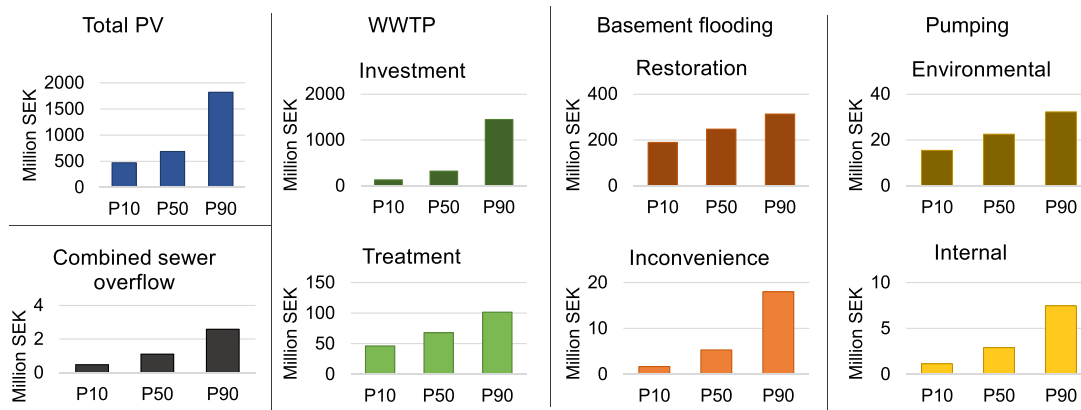 Total PV
Million SEK
2000
1500
1000
500
0
P10 P50 P90
Combined sewer
overflow
Million SEK
4
2
0
P10 P50 P90
WWTP
Investment
Million SEK
2000
1000
0
P10 P50 P90
Treatment
Million SEK
150
100
50
0
P10 P50 P90
Basement flooding
Restoration
Million SEK
400
200
0
P10 P50 P90
Inconvenience
Million SEK
20
10
0
P10 P50 P90
Pumping
Environmental
Million SEK
40
20
0
P10 P50 P90
Internal
Million SEK
10
5
0
P10 P50 P90